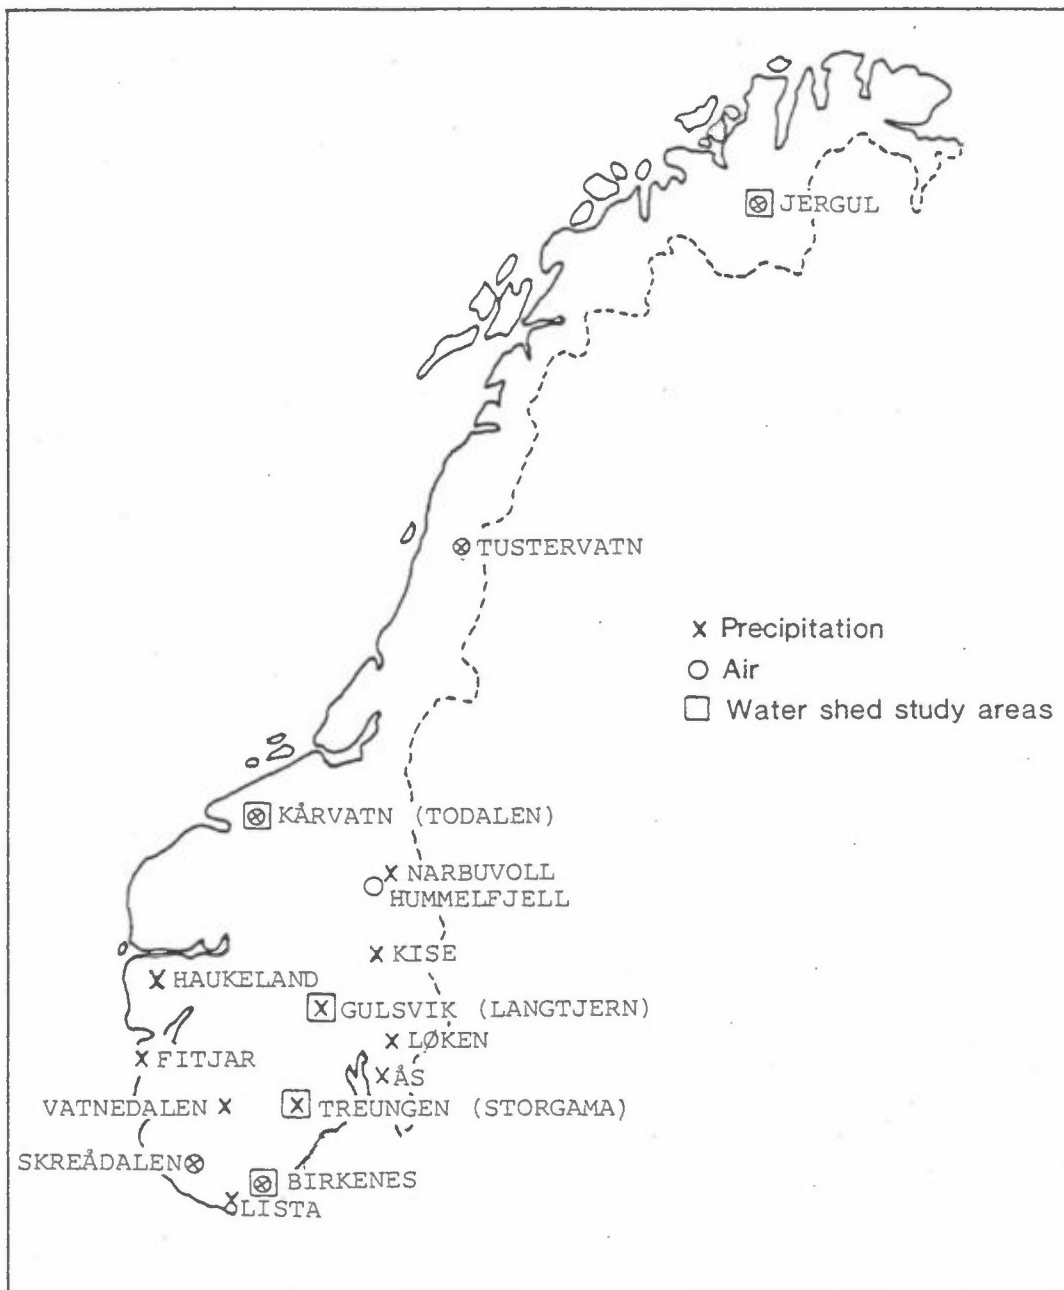 JERGUL
TUSTERVATN
x Precipitation
Air
Water shed study areas
KÅRVATN (TODALEN)
NARBUVOLL
HUMMELFJELL
KISE
HAUKELAND
GULSVIK (LANGTJERN)
LØKEN
FITJAR
ÅS
VATNEDALEN
TREUNGEN (STORGAMA)
SKREÅDALEN
BIRKENES
LISTA